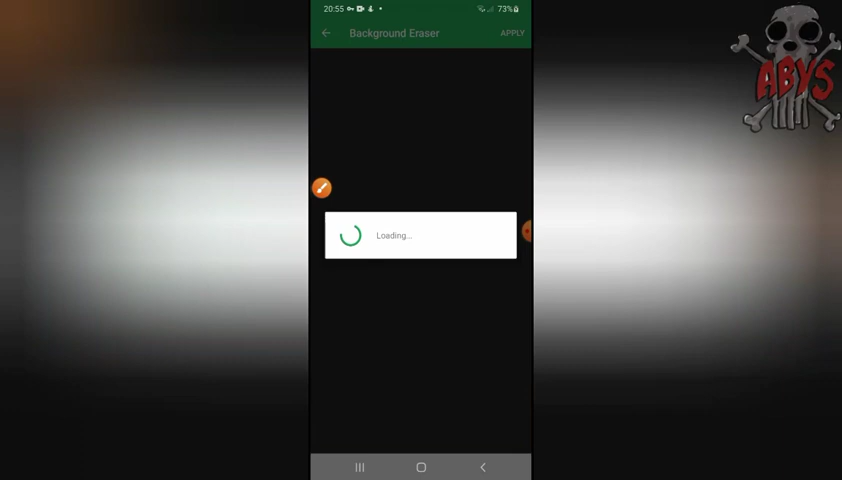 20:55
73%
Background Eraser
APPLY
ABYS
Loading...